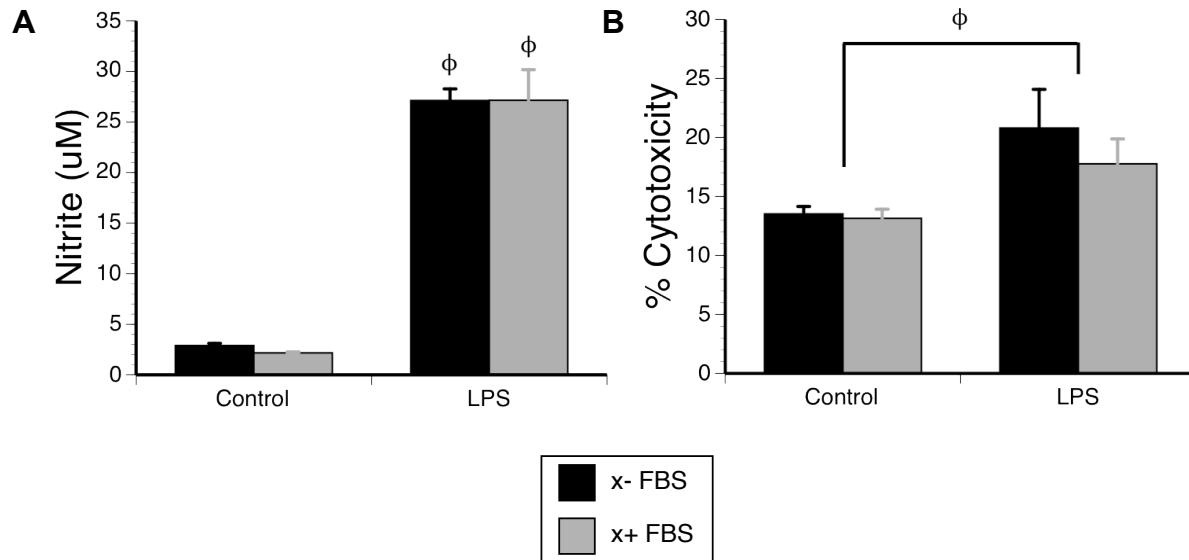 A
Nitrite (uM)
35
30
25
20
15
10
5
0
ϕ
ϕ
Control
LPS
B
% Cytotoxicity
30
25
20
15
10
5
0
ϕ
Control
LPS
x- FBS
x+ FBS